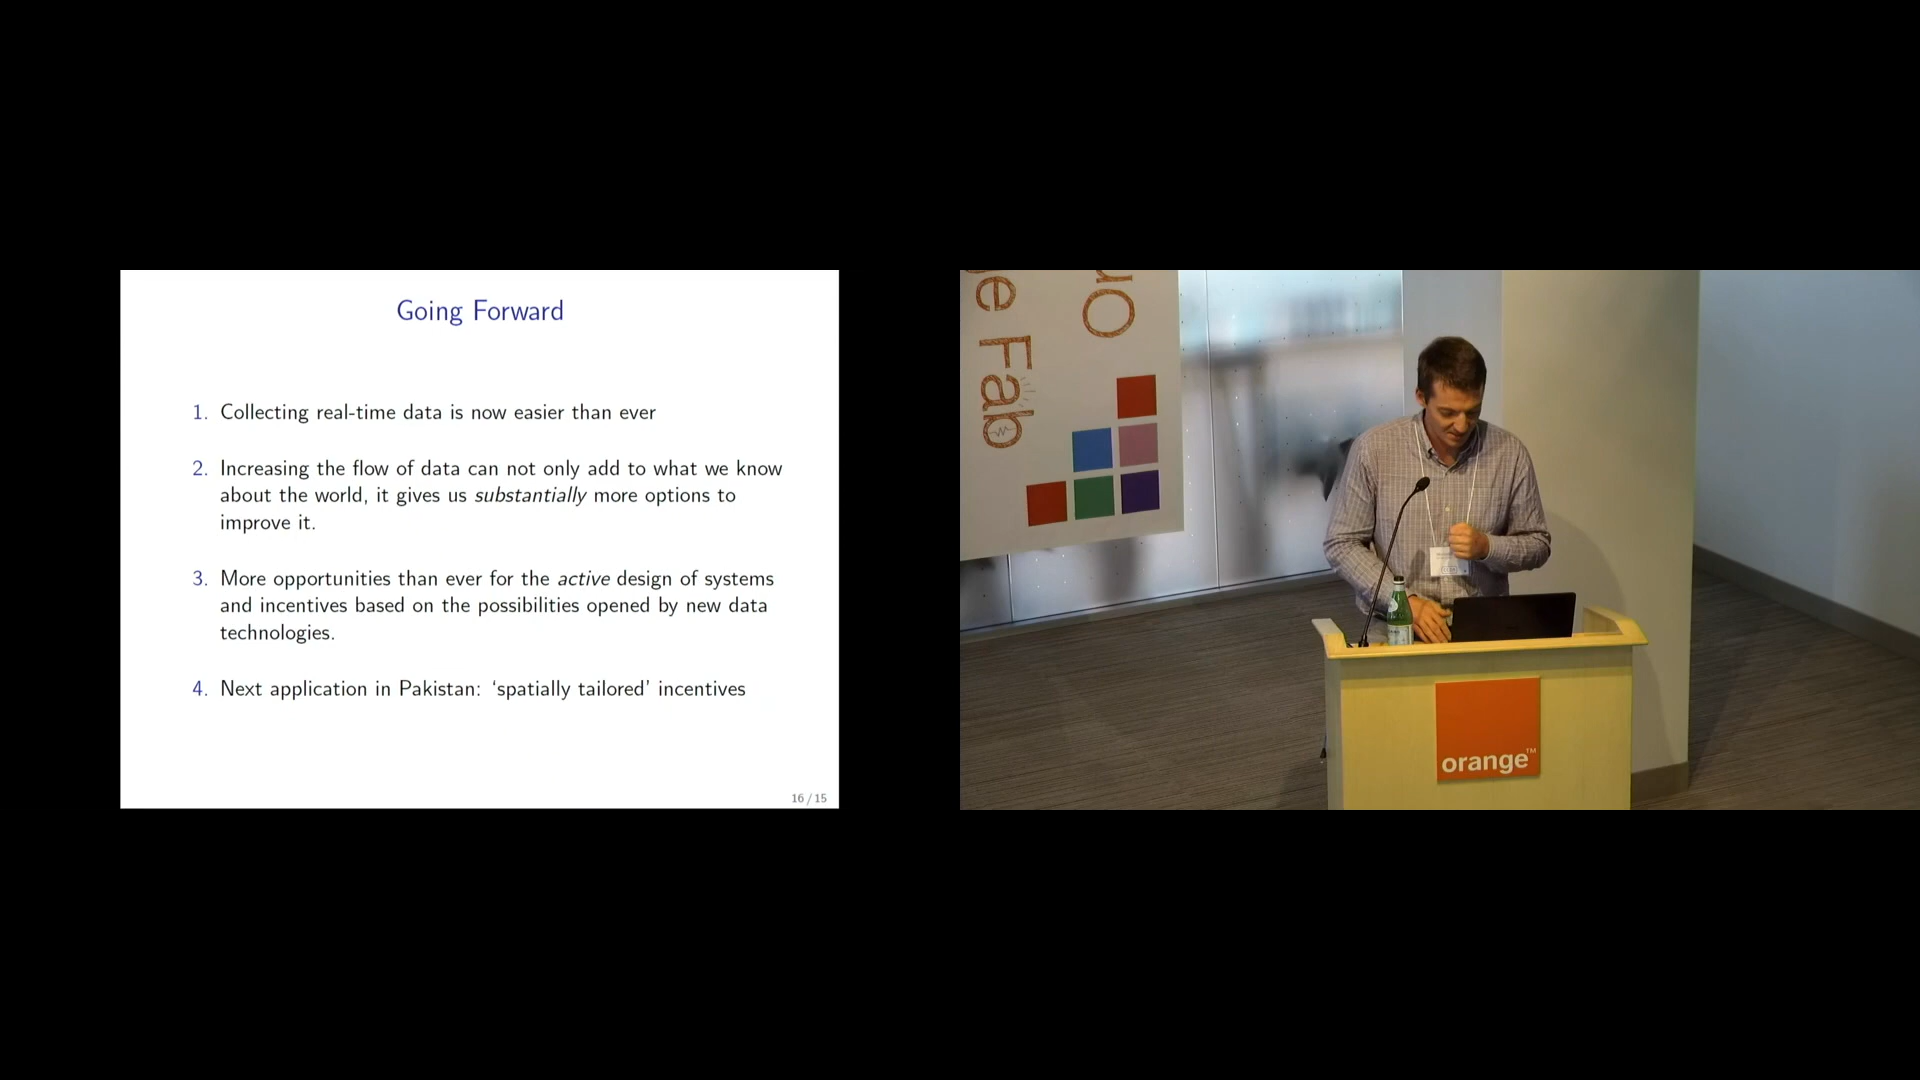 Going Forward
1. Collecting real-time data is now easier than ever
2. Increasing the flow of data can not only add to what we know
about the world, it gives us substantially more options to
improve it.
3. More opportunities than ever for the active design of systems
and incentives based on the possibilities opened by new data
technologies.
4. Next application in Pakistan: ‘spatially tailored’ incentives
16 / 15
Fab
orange™